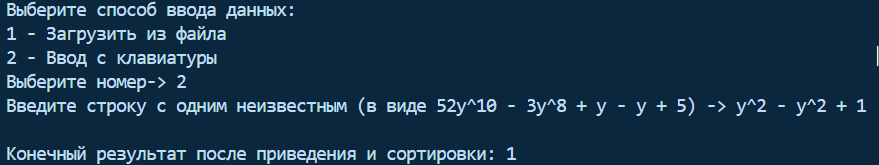 Выберите способ ввода данных:
1 - Загрузить из файла
2 - Ввод с клавиатуры
Выберите номер-> 2
Введите строку с одним неизвестным (в виде 52y^10 - 3y^8 + y - y + 5) -> y^2 - y^2 + 1
Конечный результат после приведения и сортировки: 1